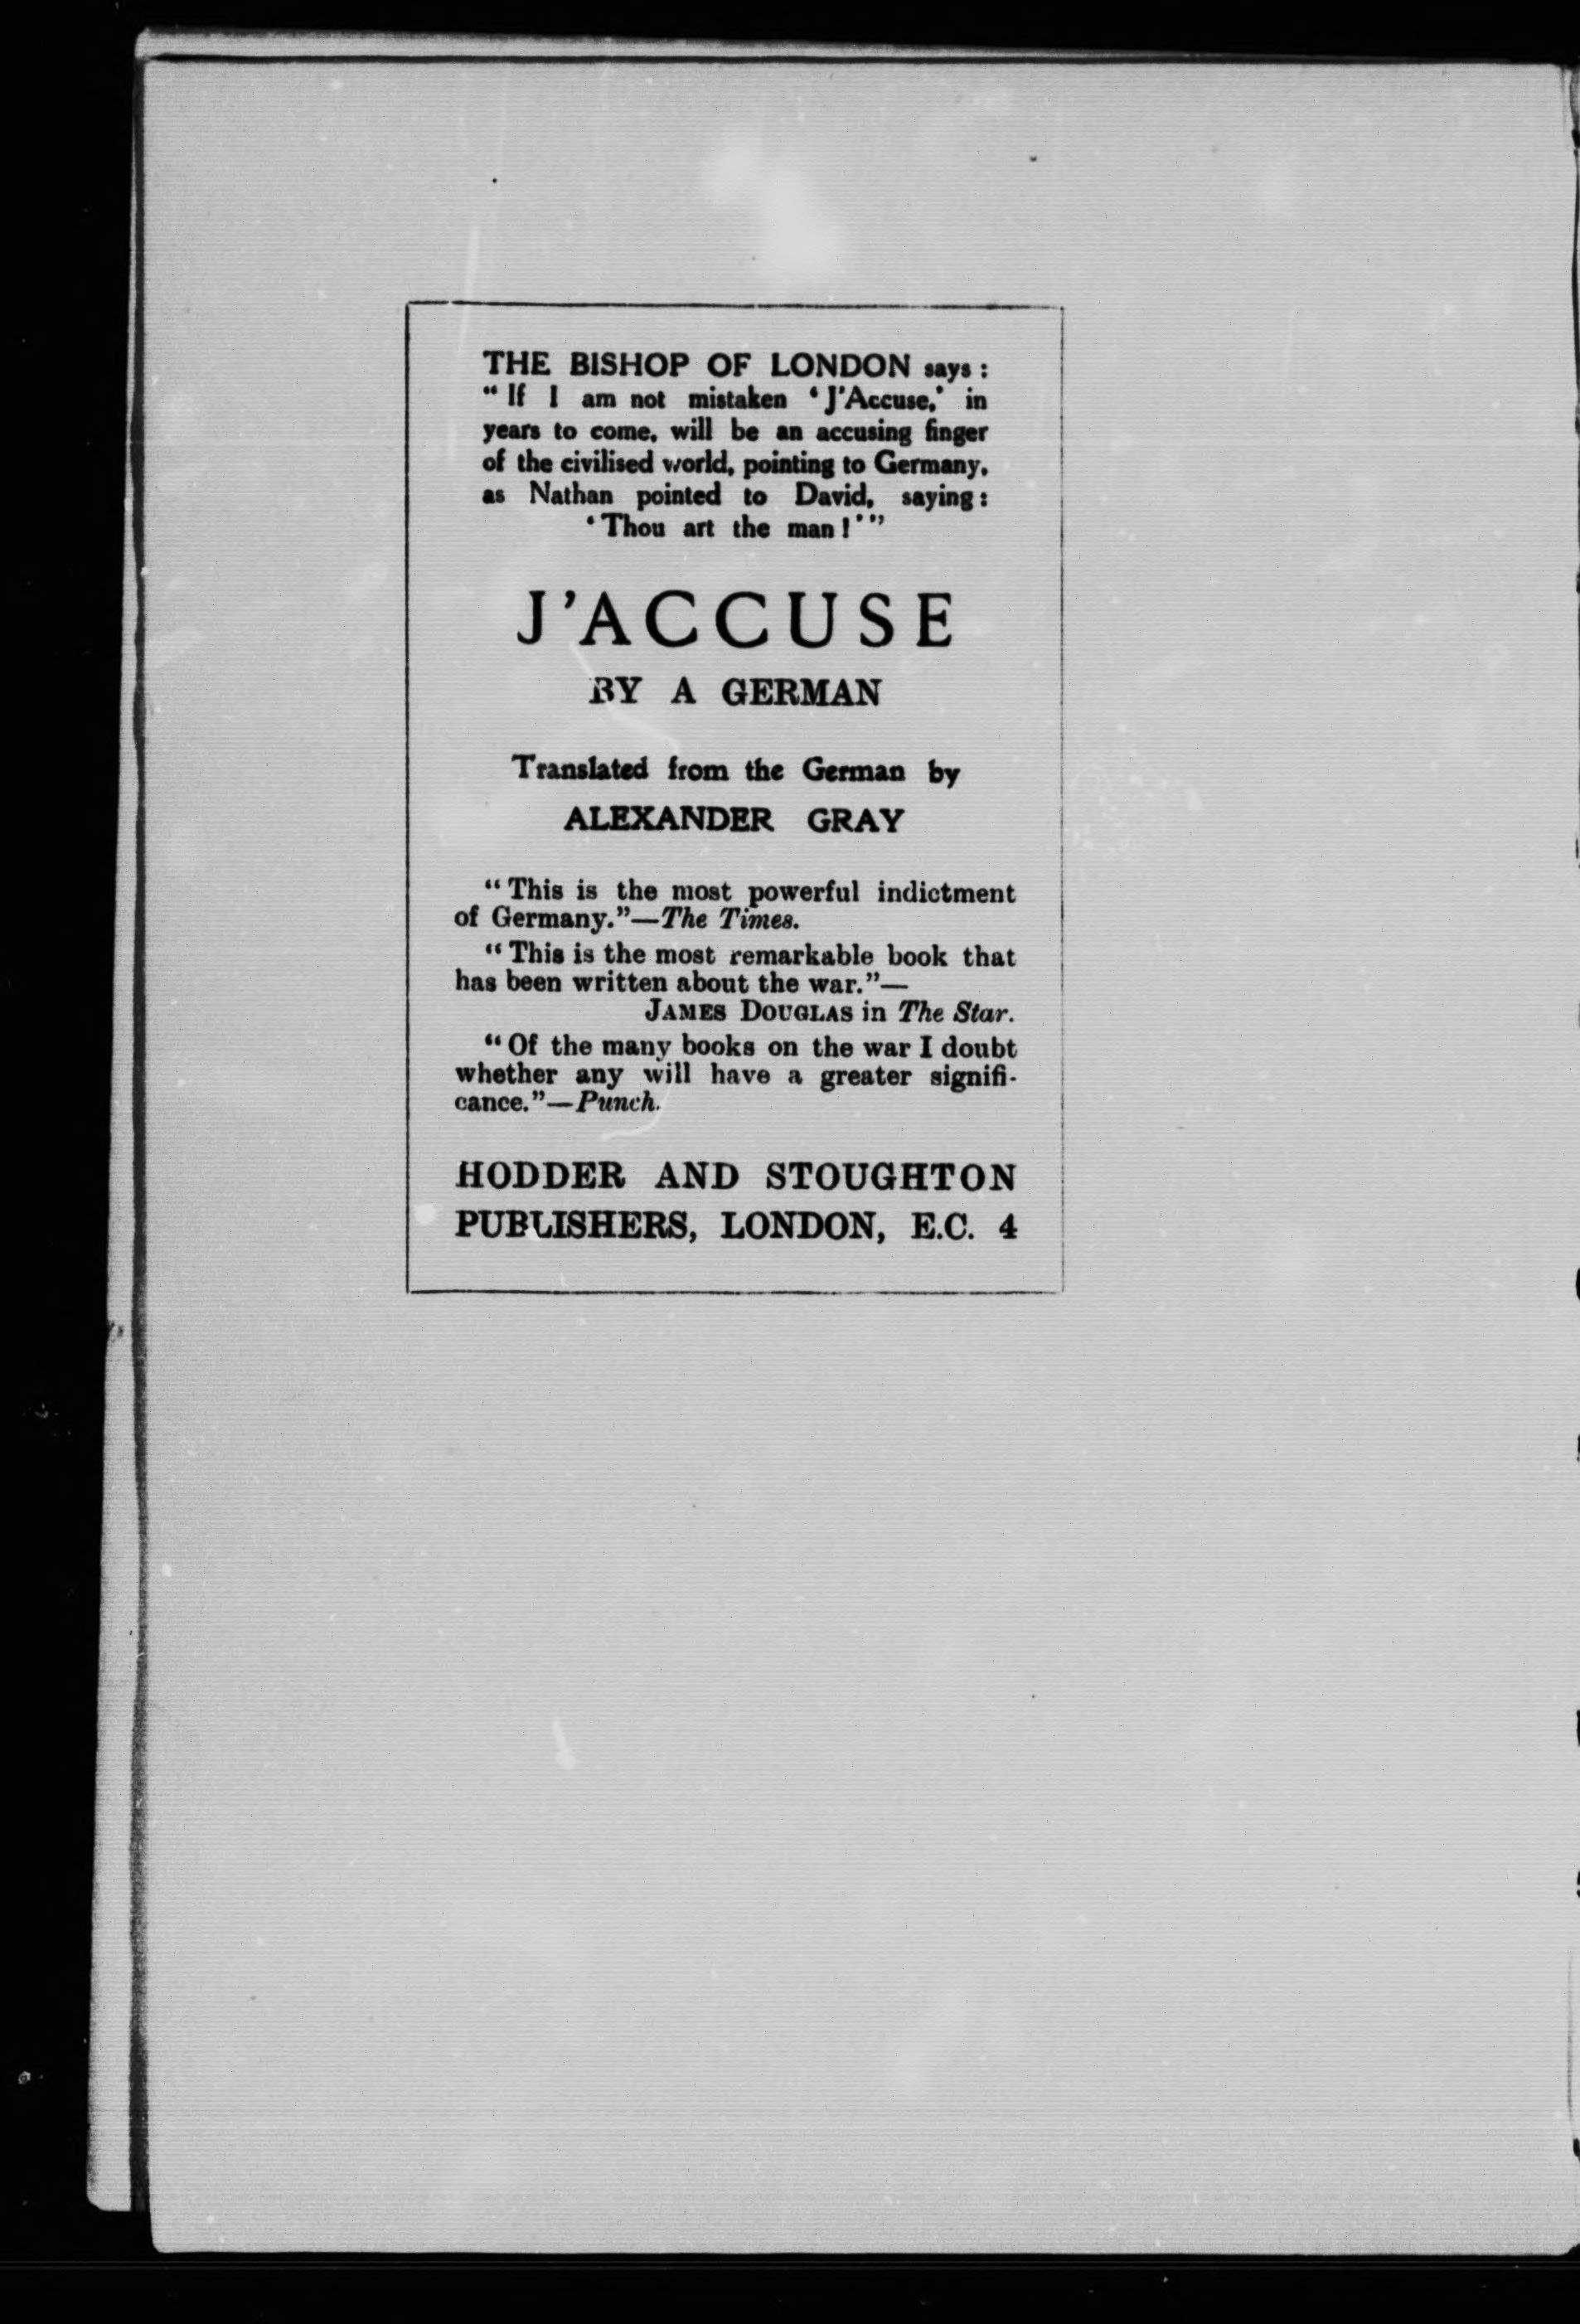 THE BISHOP OF LONDON says:
“If I am not mistaken ‘J’Accuse,’ in
years to come, will be an accusing finger
of the civilised world, pointing to Germany,
as Nathan pointed to David, saying:
‘Thou art the man!’”
J’ACCUSE
BY A GERMAN
Translated from the German by
ALEXANDER GRAY
“This is the most powerful indictment
of Germany.”—The Times.
“This is the most remarkable book that
has been written about the war.”—
JAMES DOUGLAS in The Star.
“Of the many books on the war I doubt
whether any will have a greater signifi-
cance.”—Punch.
HODDER AND STOUGHTON
PUBLISHERS, LONDON, E.C. 4